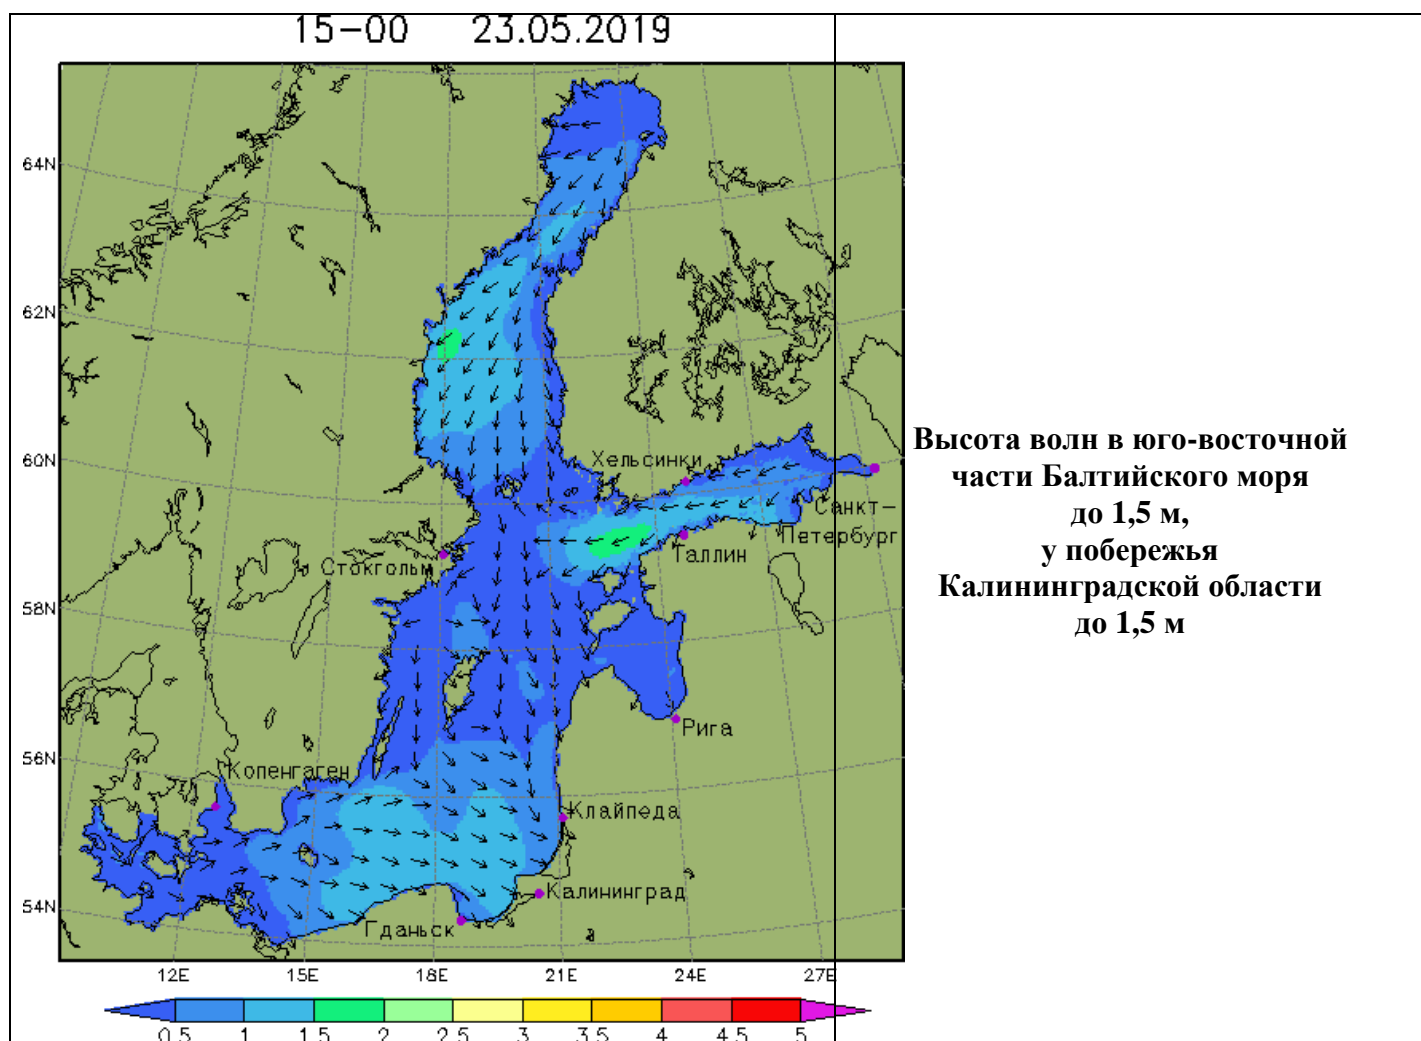 15-00 23.05.2019
64N
62N
60N
58N
56N
54N
Хельсинки
Санкт-
Петербург
Таллин
Стокгольм
Рига
Копенгаген
Клайпеда
Калининград
Гданьск
12E 15E 18E 21E 24E 27E
0.5 1 1.5 2 2.5 3 3.5 4 4.5 5
Высота волн в юго-восточной
части Балтийского моря
до 1,5 м,
у побережья
Калининградской области
до 1,5 м